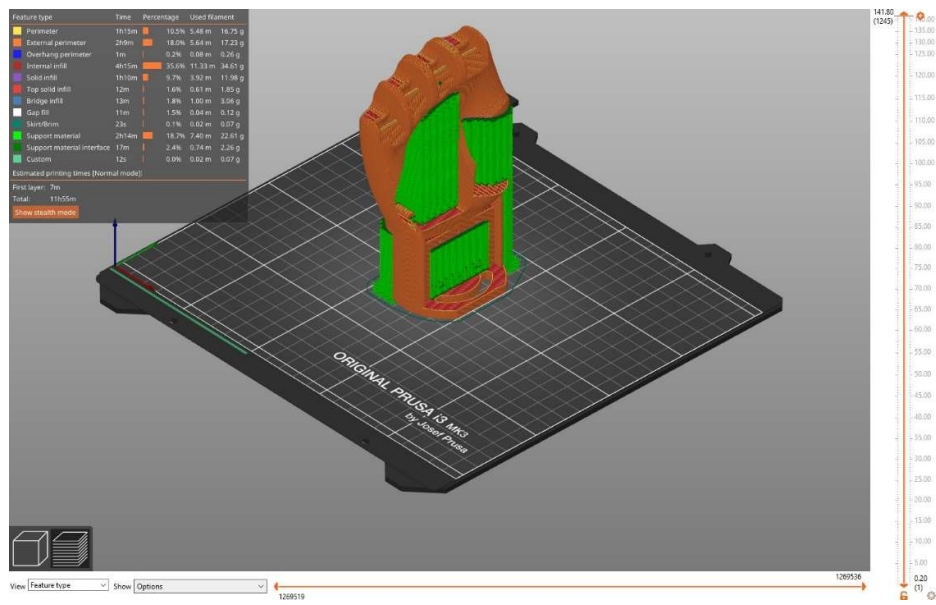 Feature type Time Percentage Used filament
Perimeter 1h15m 10.5% 5.48 m 16.75 g
External perimeter 2h9m 18.0% 5.64 m 17.23 g
Overhang perimeter 1m 0.2% 0.08 m 0.26 g
Internal infill 4h15m 35.6% 11.33 m 34.61 g
Solid infill 1h10m 9.7% 3.92 m 11.98 g
Top solid infill 12m 1.6% 0.61 m 1.85 g
Bridge infill 13m 1.8% 1.00 m 3.06 g
Gap fill 11m 1.5% 0.04 m 0.12 g
Skirt/Brim 23s 0.1% 0.02 m 0.07 g
Support material 2h14m 18.7% 7.40 m 22.61 g
Support material interface 17m 2.4% 0.74 m 2.26 g
Custom 12s 0.0% 0.02 m 0.07 g
Estimated printing times [Normal mode]:
First layer: 7m
Total: 11h55m
Show stealth mode
ORIGINAL PRUSA i3 MK3
by Josef Prusa
141.80
(1245)
135.00
130.00
125.00
120.00
115.00
110.00
105.00
100.00
95.00
90.00
85.00
80.00
75.00
70.00
65.00
60.00
55.00
50.00
45.00
40.00
35.00
30.00
25.00
20.00
15.00
10.00
5.00
0.20
(1)
View Feature type Show Options
1269536
1269519